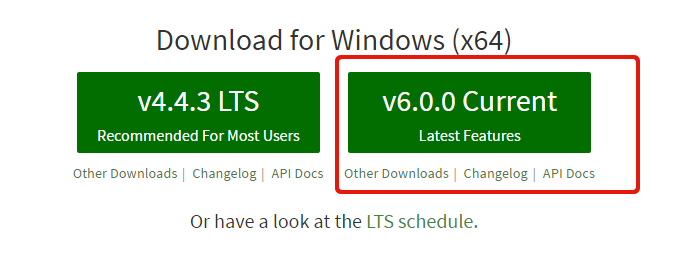 Download for Windows (x64)
v4.4.3 LTS
Recommended For Most Users
Other Downloads | Changelog | API Docs
v6.0.0 Current
Latest Features
Other Downloads | Changelog | API Docs
Or have a look at the LTS schedule.